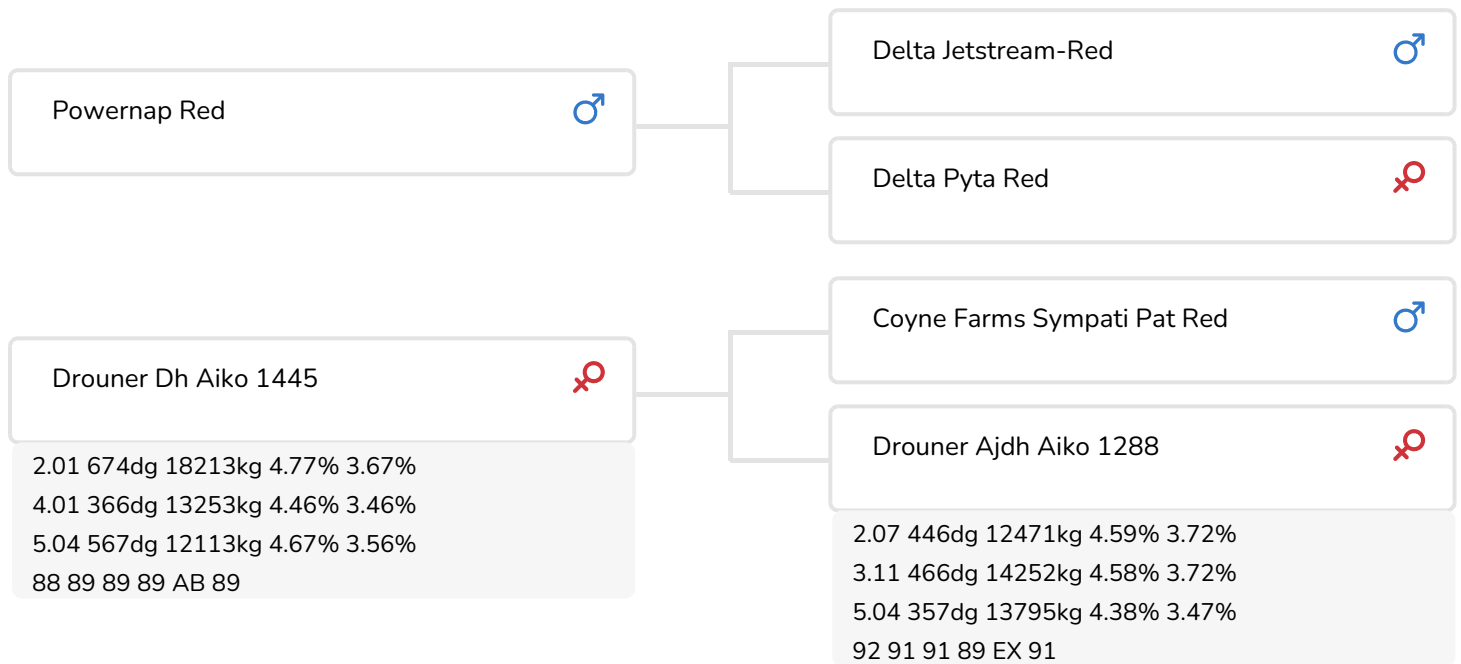 Powernap Red
Delta Jetstream-Red
Delta Pyta Red
Drouner Dh Aiko 1445
2.01 674dg 18213kg 4.77% 3.67%
4.01 366dg 13253kg 4.46% 3.46%
5.04 567dg 12113kg 4.67% 3.56%
88 89 89 89 AB 89
Coyne Farms Sympati Pat Red
Drouner Ajdh Aiko 1288
2.07 446dg 12471kg 4.59% 3.72%
3.11 466dg 14252kg 4.58% 3.72%
5.04 357dg 13795kg 4.38% 3.47%
92 91 91 89 EX 91